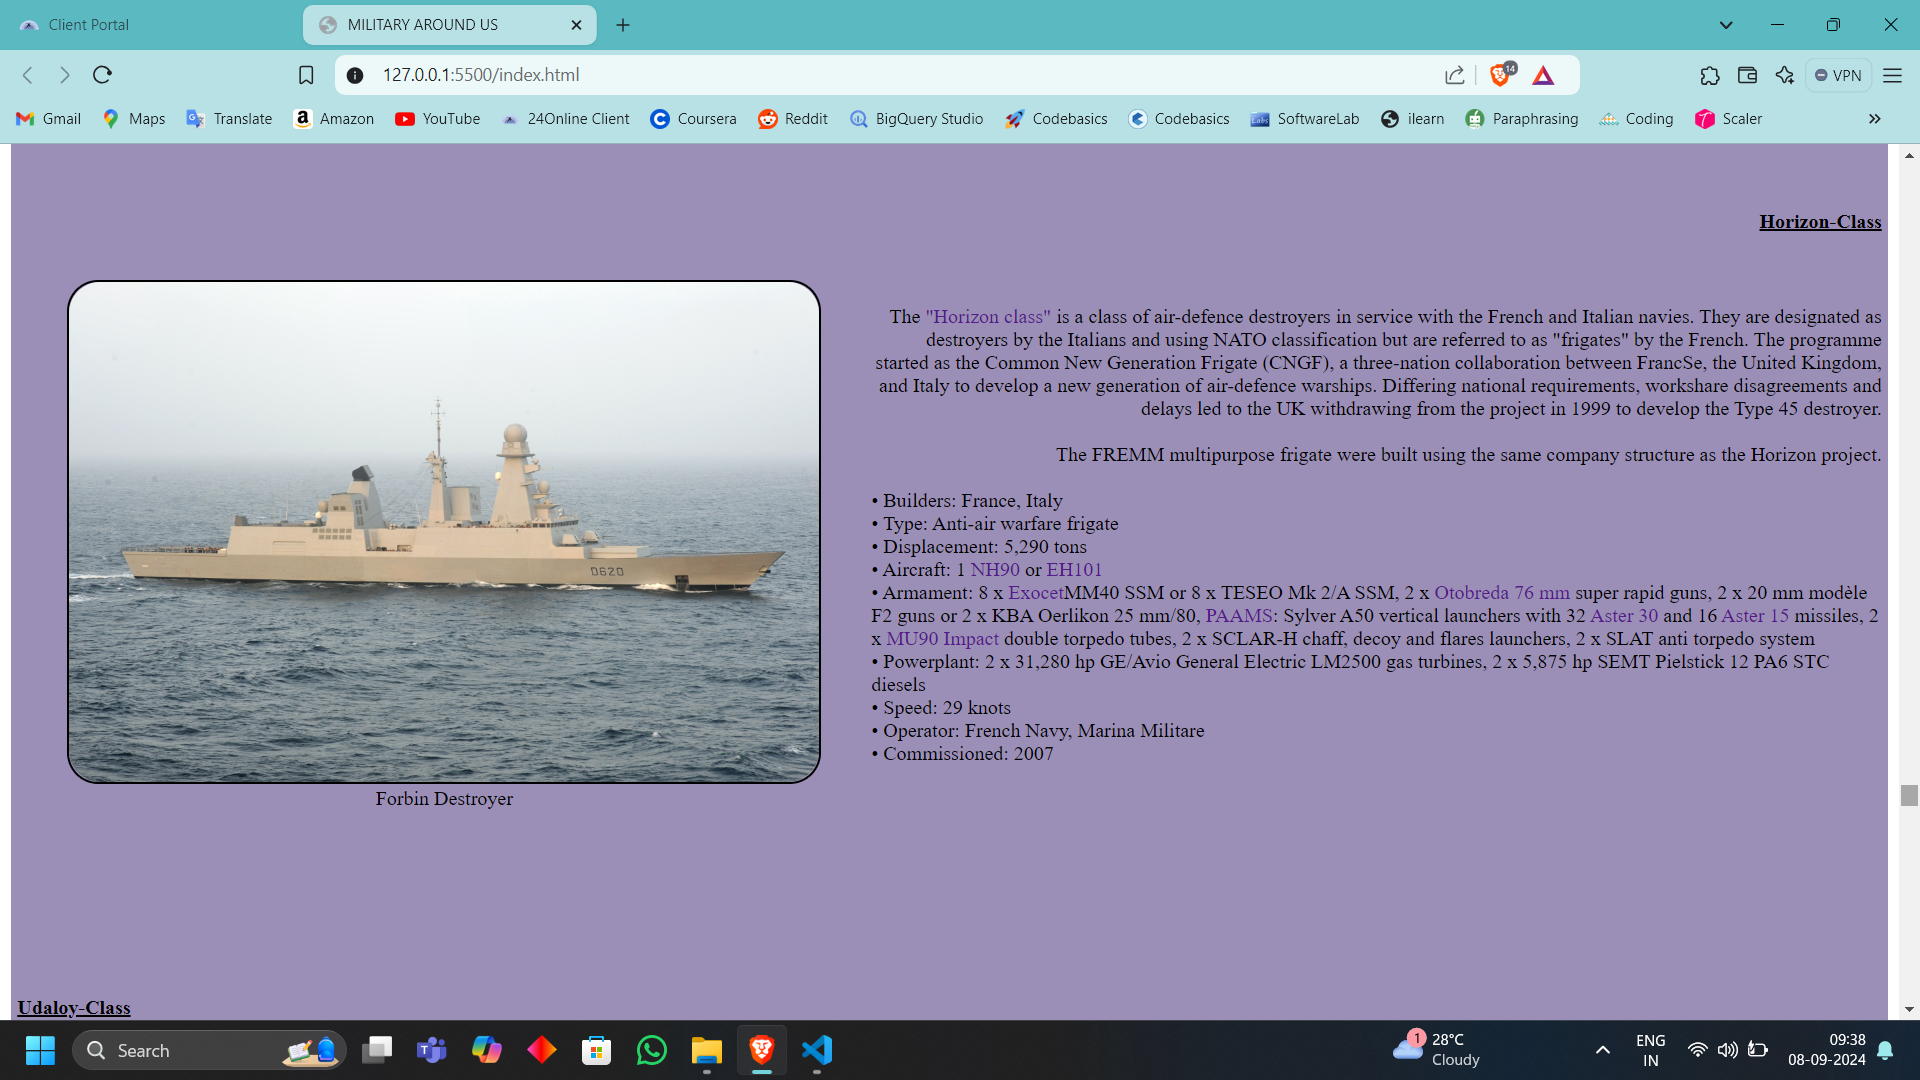 Client Portal
MILITARY AROUND US
127.0.0.1:5500/index.html
14
VPN
Gmail
Maps
Translate
Amazon
YouTube
24Online Client
Coursera
Reddit
BigQuery Studio
Codebasics
Codebasics
SoftwareLab
ilearn
Paraphrasing
Coding
Scaler
Horizon-Class
The "Horizon class" is a class of air-defence destroyers in service with the French and Italian navies. They are designated as
destroyers by the Italians and using NATO classification but are referred to as "frigates" by the French. The programme
started as the Common New Generation Frigate (CNGF), a three-nation collaboration between FrancSe, the United Kingdom,
and Italy to develop a new generation of air-defence warships. Differing national requirements, workshare disagreements and
delays led to the UK withdrawing from the project in 1999 to develop the Type 45 destroyer.
The FREMM multipurpose frigate were built using the same company structure as the Horizon project.
• Builders: France, Italy
• Type: Anti-air warfare frigate
• Displacement: 5,290 tons
• Aircraft: 1 NH90 or EH101
• Armament: 8 x ExocetMM40 SSM or 8 x TESEO Mk 2/A SSM, 2 x Otobreda 76 mm super rapid guns, 2 x 20 mm modèle
F2 guns or 2 x KBA Oerlikon 25 mm/80, PAAMS: Sylver A50 vertical launchers with 32 Aster 30 and 16 Aster 15 missiles, 2
x MU90 Impact double torpedo tubes, 2 x SCLAR-H chaff, decoy and flares launchers, 2 x SLAT anti torpedo system
• Powerplant: 2 x 31,280 hp GE/Avio General Electric LM2500 gas turbines, 2 x 5,875 hp SEMT Pielstick 12 PA6 STC
diesels
• Speed: 29 knots
• Operator: French Navy, Marina Militare
• Commissioned: 2007
D620
Forbin Destroyer
Udaloy-Class
Search
1
28°C
Cloudy
ENG
IN
09:38
08-09-2024